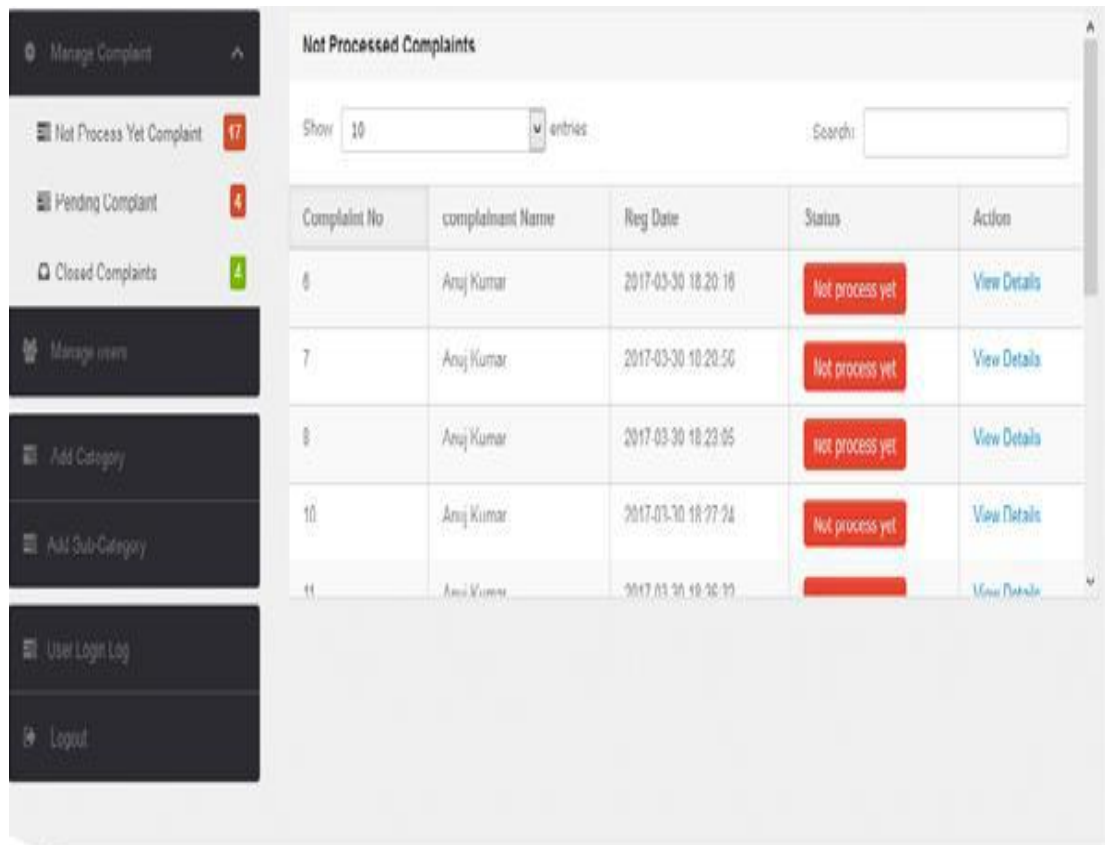 Manage Complaint
Not Process Yet Complaint 17
Pending Complaint 4
Closed Complaints 4
Manage users
Add Category
Add Sub-Category
User Login Log
Logout
Not Processed Complaints
Show 10 entries
Search:
Complaint No complainant Name Reg Date Status Action
6 Anuj Kumar 2017-03-30 18:20:16 Not process yet View Details
7 Anuj Kumar 2017-03-30 18:20:56 Not process yet View Details
8 Anuj Kumar 2017-03-30 18:23:05 Not process yet View Details
10 Anuj Kumar 2017-03-30 18:27:24 Not process yet View Details
11 Anuj Kumar View Details